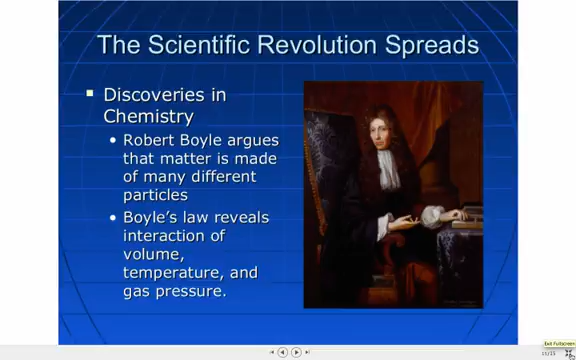 The Scientific Revolution Spreads
Discoveries in
Chemistry
Robert Boyle argues
that matter is made
of many different
particles
Boyle's law reveals
interaction of
volume,
temperature, and
gas pressure.
Exit Fullscreen